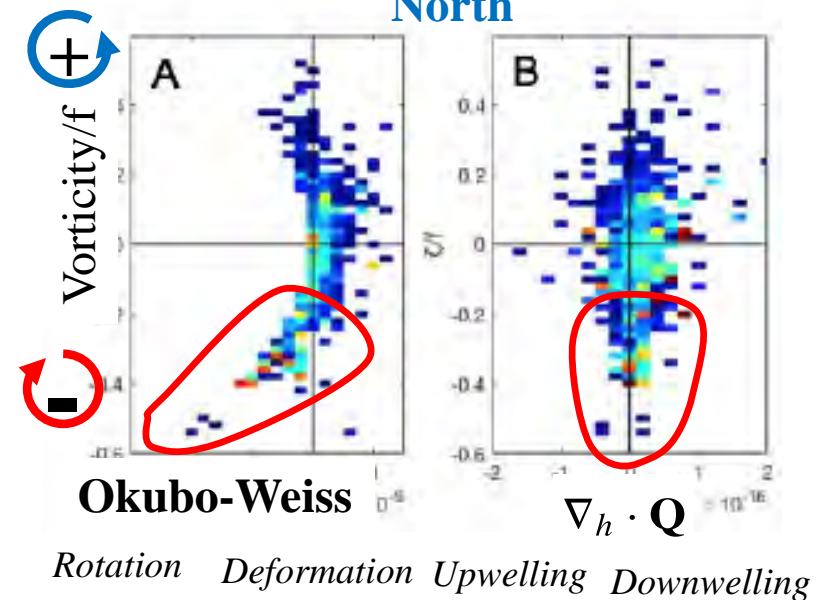 North
+
A
B
Vorticity/f
ζ/f
0.4
0.2
0
-0.2
-0.4
-0.6
-2
-1
0
1
2
Okubo-Weiss
∇h · Q
Rotation
Deformation
Upwelling
Downwelling